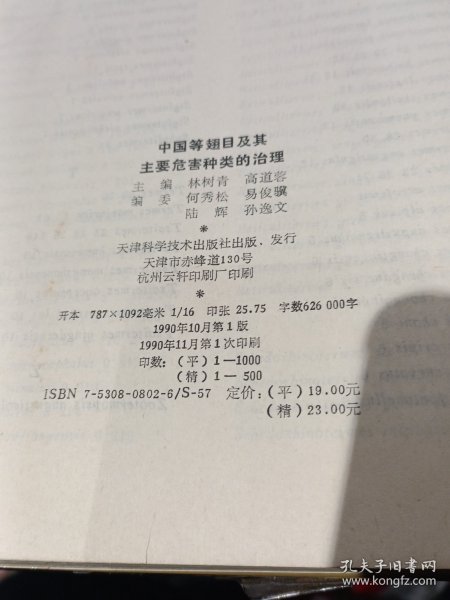 中国等翅目及其
主要危害种类的治理
主 编 林树青 高道蓉
编 委 何秀松 易俊骥
陆 辉 孙逸文
*
天津科学技术出版社出版、发行
天津市赤峰道130号
杭州云轩印刷厂印刷
*
开本 787×1092毫米 1/16 印张 25.75 字数626 000字
1990年10月第1版
1990年11月第1次印刷
印数:(平)1—1000
(精)1— 500
ISBN 7-5308-0802-6/S·57 定价:(平)19.00元
(精)23.00元
孔夫子旧书网
www.kongfz.com